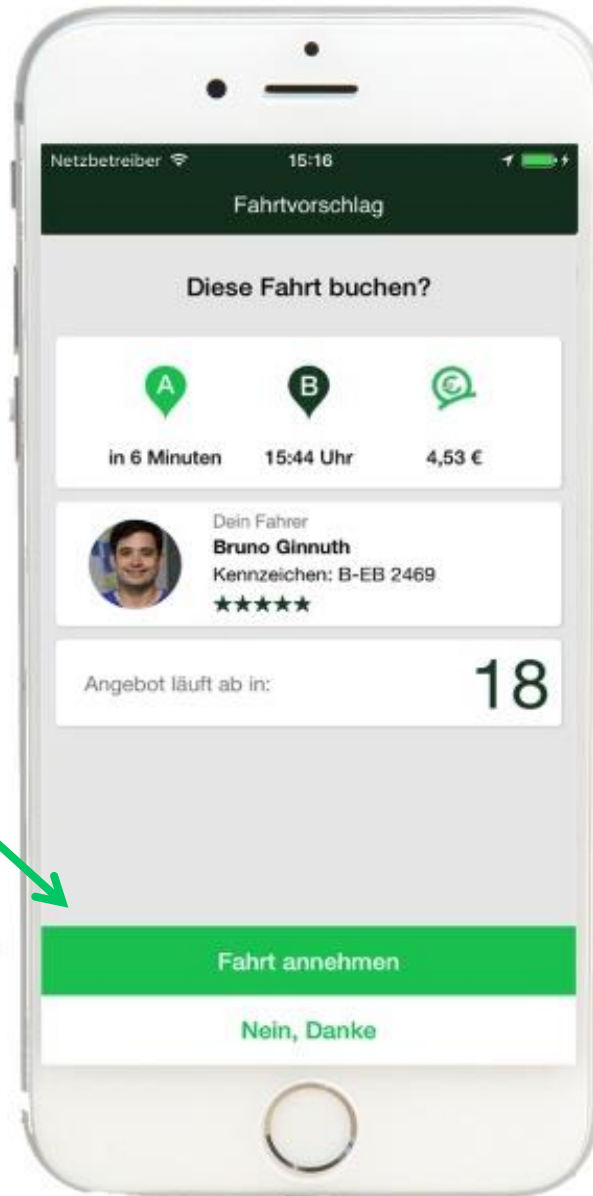 Netzbetreiber 15:16
Fahrtvorschlag
Diese Fahrt buchen?
A B €
in 6 Minuten 15:44 Uhr 4,53 €
Dein Fahrer
Bruno Ginnuth
Kennzeichen: B-EB 2469
★★★★★
Angebot läuft ab in: 18
Fahrt annehmen
Nein, Danke